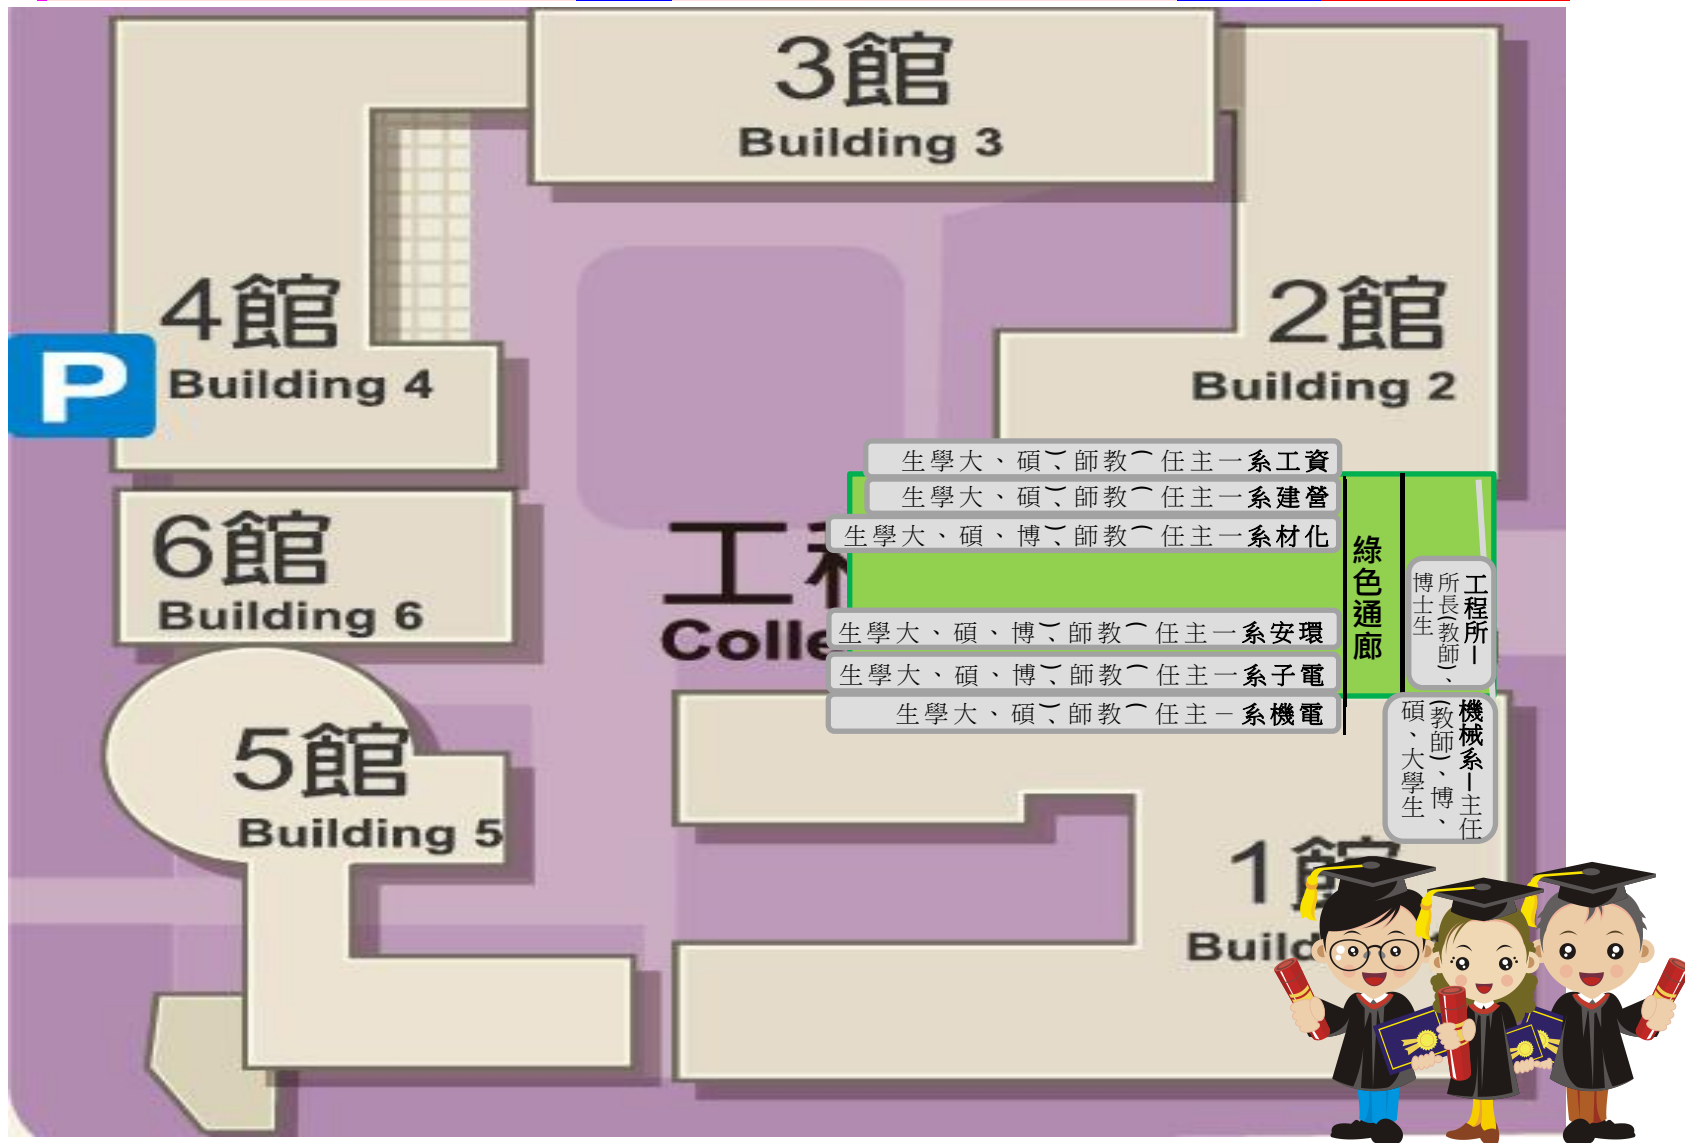 3館
Building 3
4館
Building 4
P
2館
Building 2
資工系—主任(教師)、碩、大學生
營建系—主任(教師)、碩、大學生
化材系—主任(教師)、博、碩、大學生
環安系—主任(教師)、博、碩、大學生
電子系—主任(教師)、博、碩、大學生
電機系–主任(教師)、碩、大學生
綠色通廊
工程所–
所長(教師)、
博士生
機械系–主任
(教師)、博、
碩、大學生
6館
Building 6
工
Colle
5館
Building 5
1館
Build